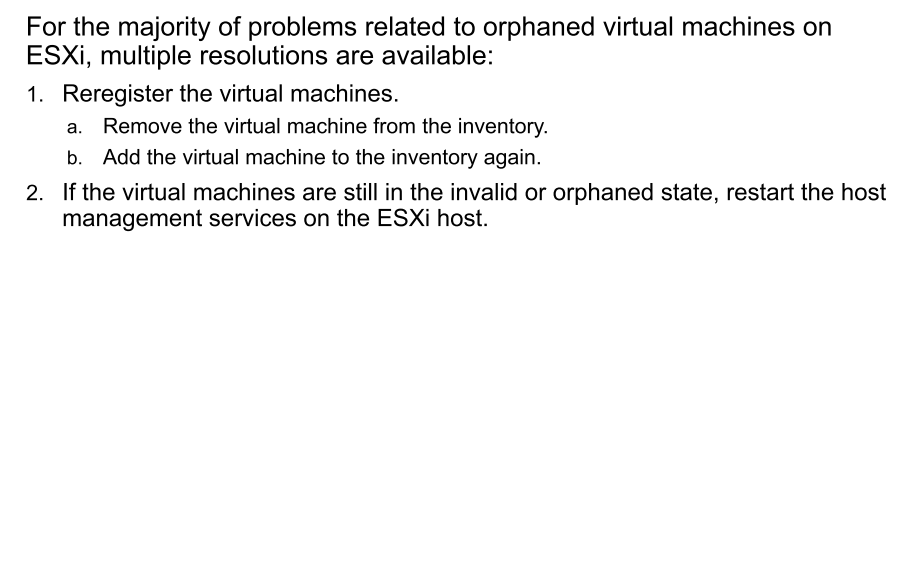 For the majority of problems related to orphaned virtual machines on
ESXi, multiple resolutions are available:
1. Reregister the virtual machines.
a. Remove the virtual machine from the inventory.
b. Add the virtual machine to the inventory again.
2. If the virtual machines are still in the invalid or orphaned state, restart the host
management services on the ESXi host.